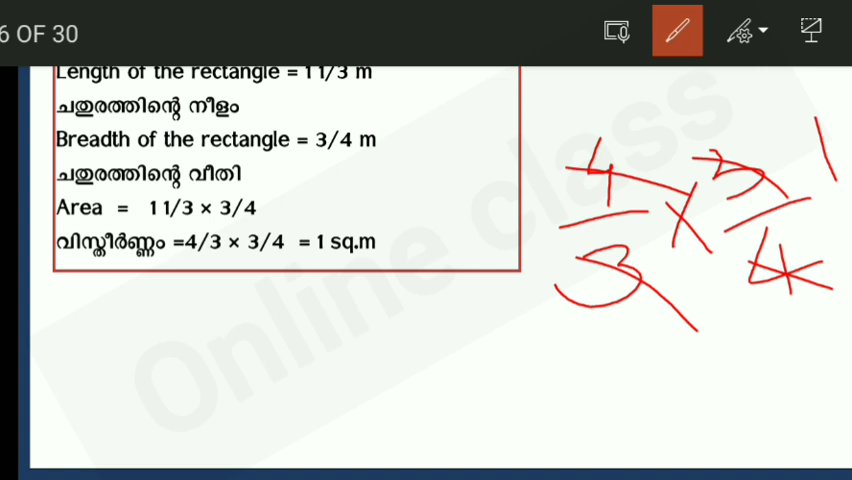 6 OF 30
Length of the rectangle = 1 1/3 m
ചതുരത്തിന്റെ നീളം
Breadth of the rectangle = 3/4 m
ചതുരത്തിന്റെ വീതി
Area = 1 1/3 × 3/4
വിസ്തീർണ്ണം =4/3 × 3/4 = 1 sq.m
4/3 × 3/4 1
Online class